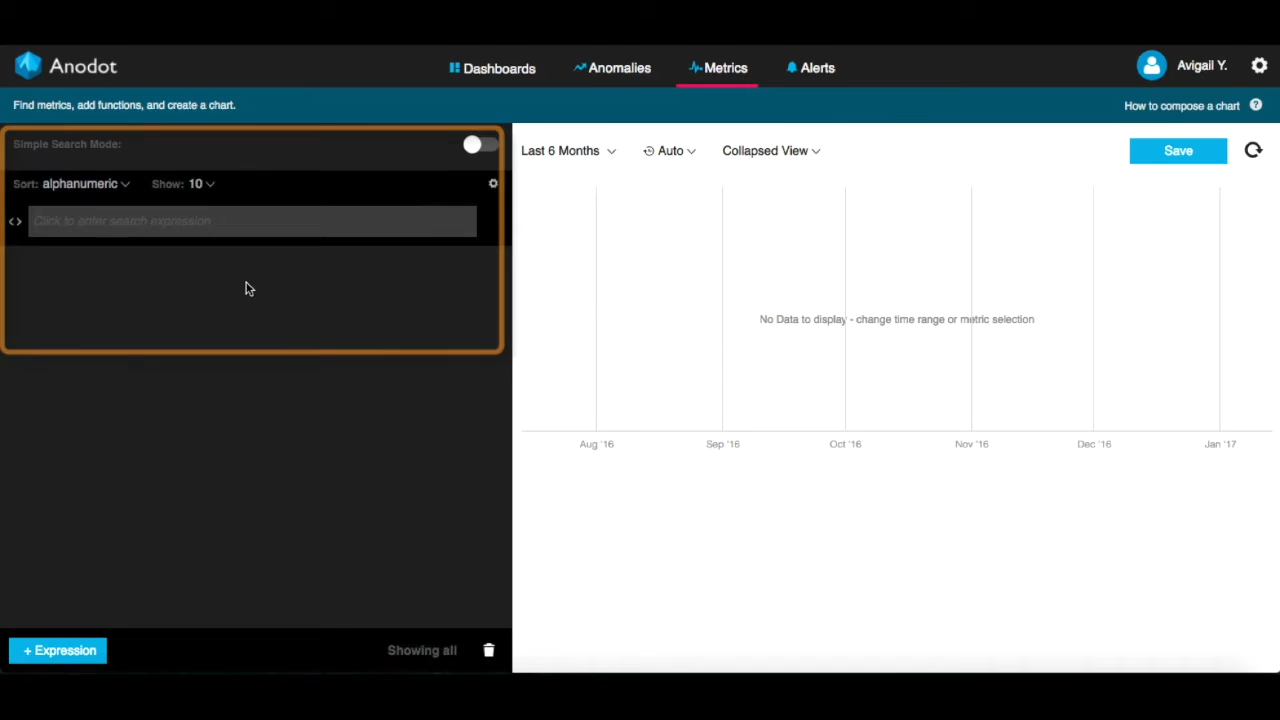 Anodot
Dashboards
Anomalies
Metrics
Alerts
Avigail Y.
Find metrics, add functions, and create a chart.
How to compose a chart ?
Simple Search Mode:
Last 6 Months
Auto
Collapsed View
Save
Sort: alphanumeric
Show: 10
<> Click to enter search expression
No Data to display - change time range or metric selection
Aug '16
Sep '16
Oct '16
Nov '16
Dec '16
Jan '17
+ Expression
Showing all